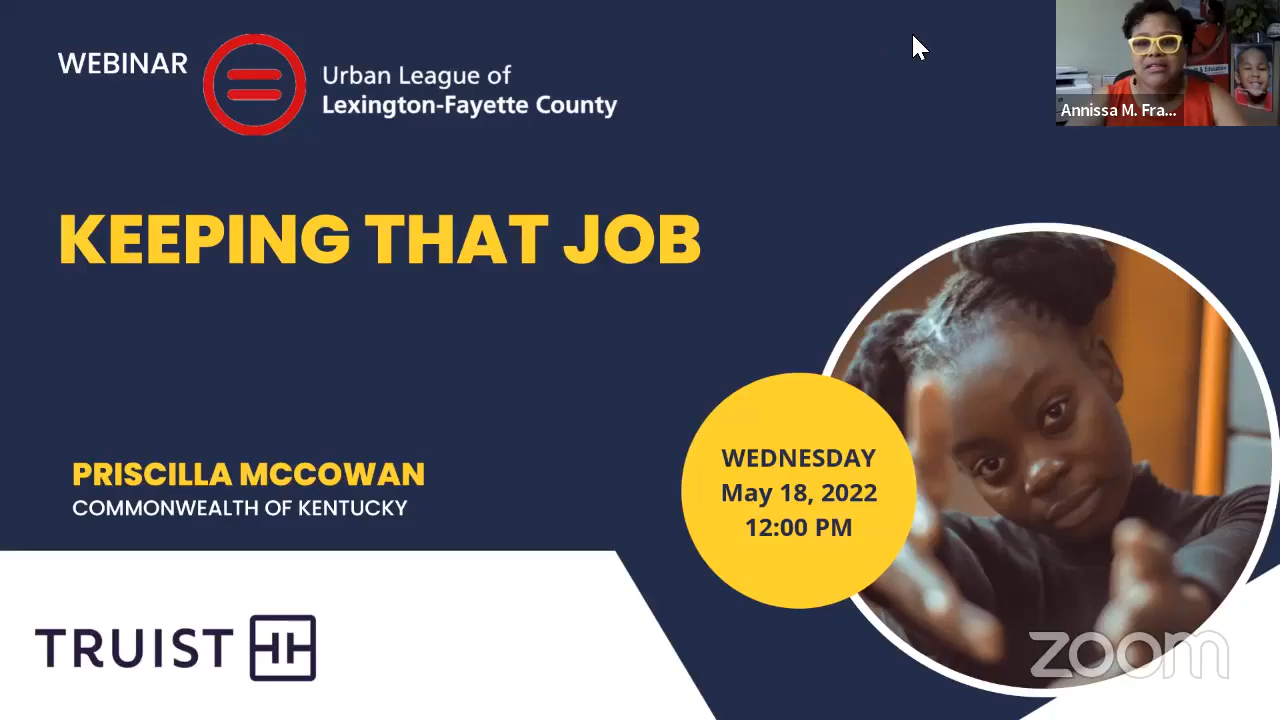 WEBINAR
Urban League of
Lexington-Fayette County
Annissa M. Fra...
KEEPING THAT JOB
PRISCILLA MCCOWAN
COMMONWEALTH OF KENTUCKY
WEDNESDAY
May 18, 2022
12:00 PM
TRUIST
zoom